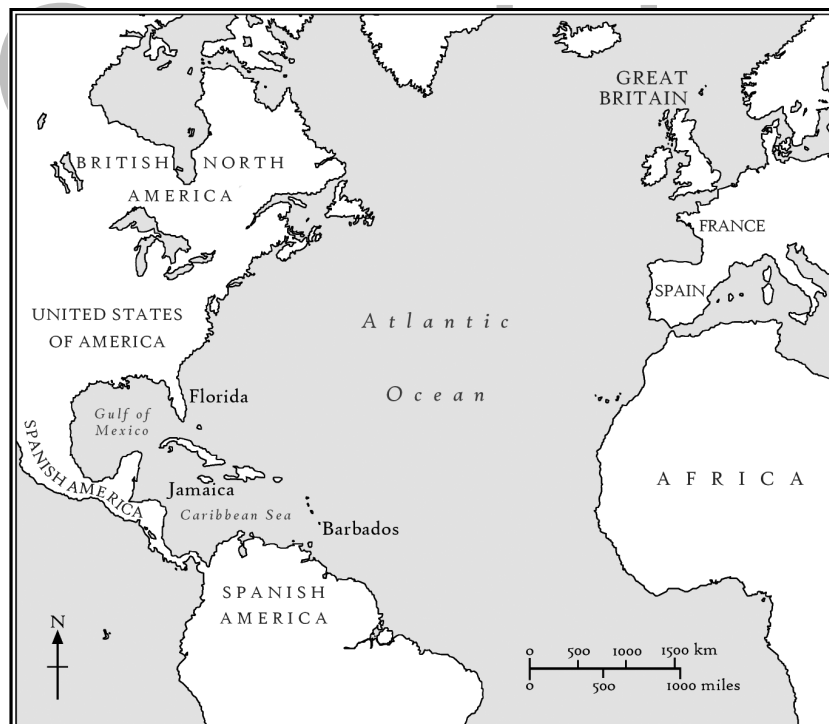 GREAT
BRITAIN
BRITISH NORTH
AMERICA
FRANCE
SPAIN
UNITED STATES
OF AMERICA
Atlantic
Ocean
Florida
Gulf of
Mexico
SPANISH AMERICA
AFRICA
Jamaica
Caribbean Sea
Barbados
SPANISH
AMERICA
N
0 500 1000 1500 km
0 500 1000 miles